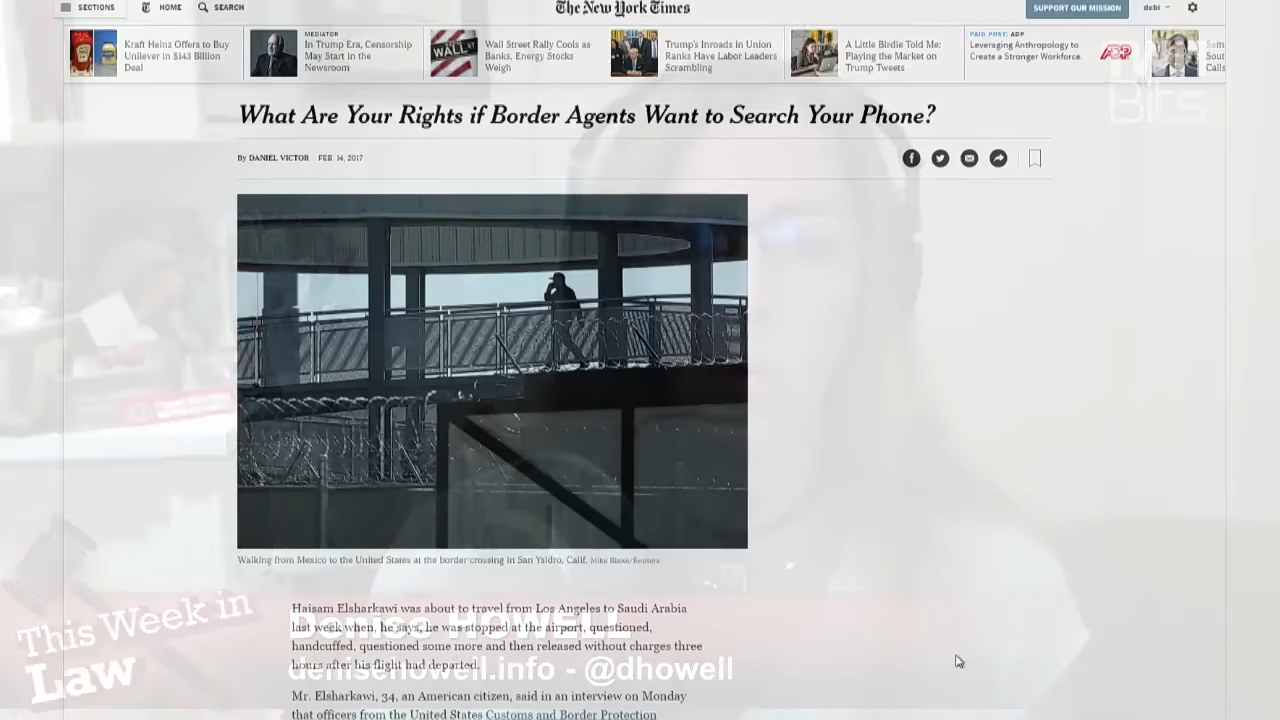 SECTIONS
HOME
SEARCH
The New York Times
SUPPORT OUR MISSION
debi
Kraft Heinz Offers to Buy
Unilever in $143 Billion
Deal
MEDIATOR
In Trump Era, Censorship
May Start in the
Newsroom
WALL ST
Wall Street Rally Cools as
Banks, Energy Stocks
Weigh
Trump's Inroads in Union
Ranks Have Labor Leaders
Scrambling
A Little Birdie Told Me:
Playing the Market on
Trump Tweets
PAID POST: ADP
Leveraging Anthropology to
Create a Stronger Workforce.
ADP
Sam
Sout
Calls
Bits
What Are Your Rights if Border Agents Want to Search Your Phone?
By DANIEL VICTOR FEB. 14, 2017
Walking from Mexico to the United States at the border crossing in San Ysidro, Calif. Mike Blake/Reuters
Haisam Elsharkawi was about to travel from Los Angeles to Saudi Arabia
last week when, he says, he was stopped at the airport, questioned,
handcuffed, questioned some more and then released without charges three
hours after his flight had departed.
Mr. Elsharkawi, 34, an American citizen, said in an interview on Monday
that officers from the United States Customs and Border Protection
This Week in
Law
Denise HOWELL
denisehowell.info - @dhowell